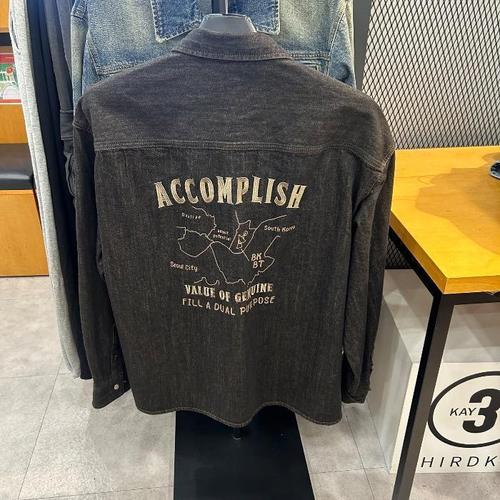 ACCOMPLISH
South Korea
Seoul City
BK
BT
VALUE OF GENUINE
FILL A DUAL PURPOSE
KAY 3
HIRDK